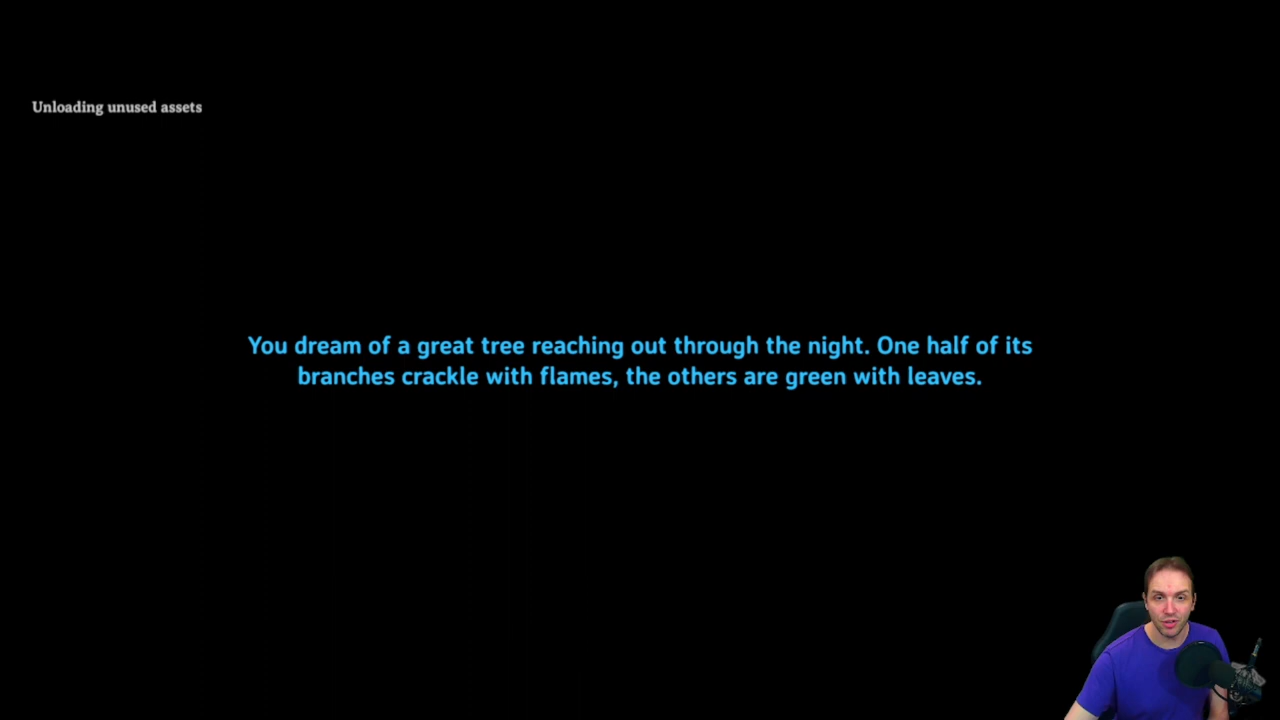 Unloading unused assets
You dream of a great tree reaching out through the night. One half of its
branches crackle with flames, the others are green with leaves.